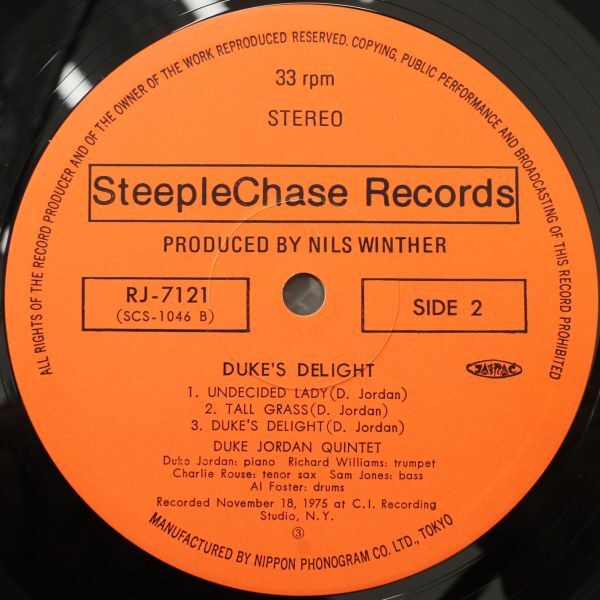 ALL RIGHTS OF THE RECORD PRODUCER AND OF THE OWNER OF THE WORK REPRODUCED RESERVED. COPYING, PUBLIC PERFORMANCE AND BROADCASTING OF THIS RECORD PROHIBITED
33 rpm
STEREO
SteepleChase Records
PRODUCED BY NILS WINTHER
RJ-7121
(SCS-1046 B)
SIDE 2
DUKE'S DELIGHT
JASRAC
1. UNDECIDED LADY(D. Jordan)
2. TALL GRASS(D. Jordan)
3. DUKE'S DELIGHT(D. Jordan)
DUKE JORDAN QUINTET
Duke Jordan: piano Richard Williams: trumpet
Charlie Rouse: tenor sax Sam Jones: bass
Al Foster: drums
Recorded November 18, 1975 at C.I. Recording
Studio, N.Y.
③
MANUFACTURED BY NIPPON PHONOGRAM CO. LTD., TOKYO